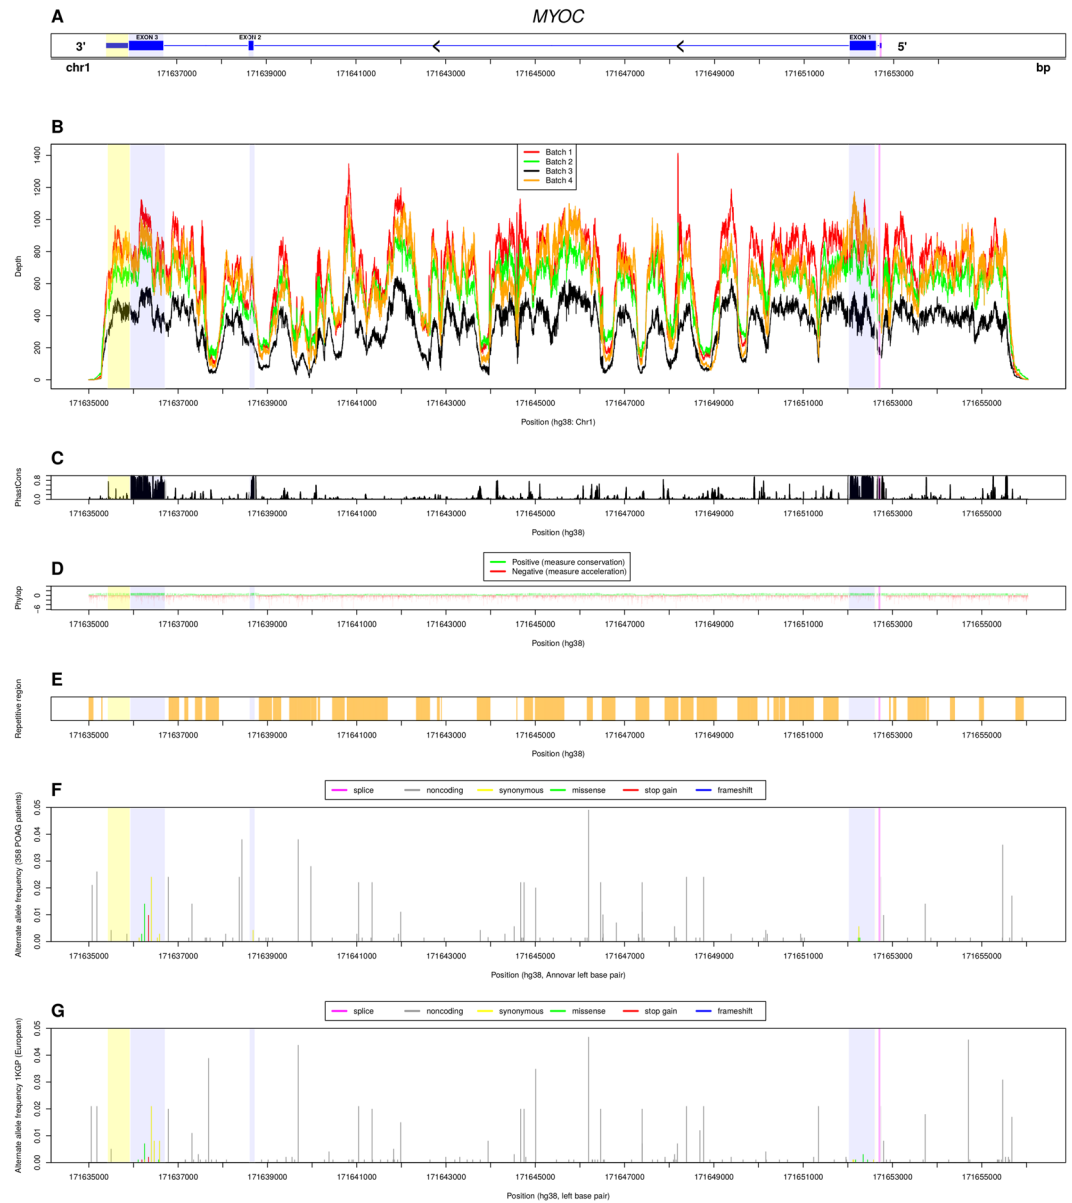 A
MYOC
3'
EXON 3
EXON 2
EXON 1
5'
chr1
171637000 171639000 171641000 171643000 171645000 171647000 171649000 171651000 171653000
bp
B
Batch 1
Batch 2
Batch 3
Batch 4
Depth
1400
1200
1000
800
600
400
200
0
171635000 171637000 171639000 171641000 171643000 171645000 171647000 171649000 171651000 171653000 171655000
Position (hg38: Chr1)
C
PhastCons
0.8
0.0
171635000 171637000 171639000 171641000 171643000 171645000 171647000 171649000 171651000 171653000 171655000
Position (hg38)
D
Positive (measure conservation)
Negative (measure acceleration)
Phylop
0
−6
171635000 171637000 171639000 171641000 171643000 171645000 171647000 171649000 171651000 171653000 171655000
Position (hg38)
E
Repetitive region
171635000 171637000 171639000 171641000 171643000 171645000 171647000 171649000 171651000 171653000 171655000
Position (hg38)
F
splice noncoding synonymous missense stop gain frameshift
Alternate allele frequency (358 POAG patients)
0.05
0.04
0.03
0.02
0.01
0.00
171635000 171637000 171639000 171641000 171643000 171645000 171647000 171649000 171651000 171653000 171655000
Position (hg38, Annovar left base pair)
G
splice noncoding synonymous missense stop gain frameshift
Alternate allele frequency 1KGP (European)
0.05
0.04
0.03
0.02
0.01
0.00
171635000 171637000 171639000 171641000 171643000 171645000 171647000 171649000 171651000 171653000 171655000
Position (hg38, left base pair)